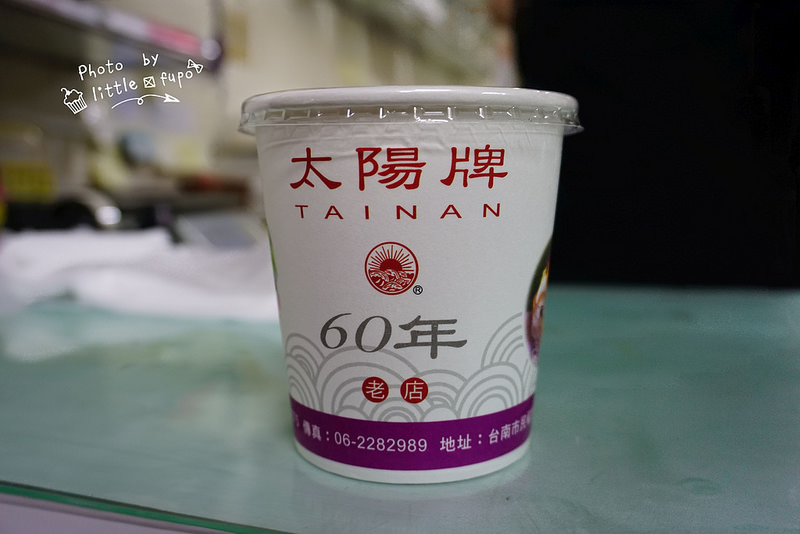 Photo by
little fupo
太陽牌
TAINAN
®
60年
老店
傳真：06-2282989 地址：台南市民